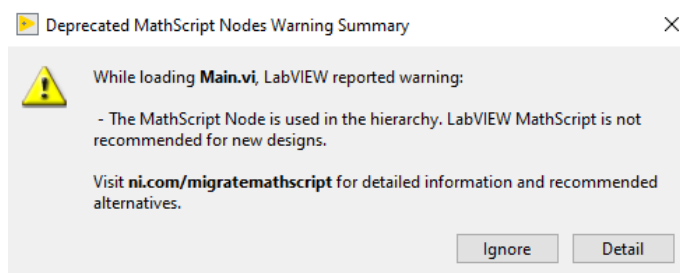 Deprecated MathScript Nodes Warning Summary
While loading Main.vi, LabVIEW reported warning:
- The MathScript Node is used in the hierarchy. LabVIEW MathScript is not
recommended for new designs.
Visit ni.com/migratemathscript for detailed information and recommended
alternatives.
Ignore
Detail